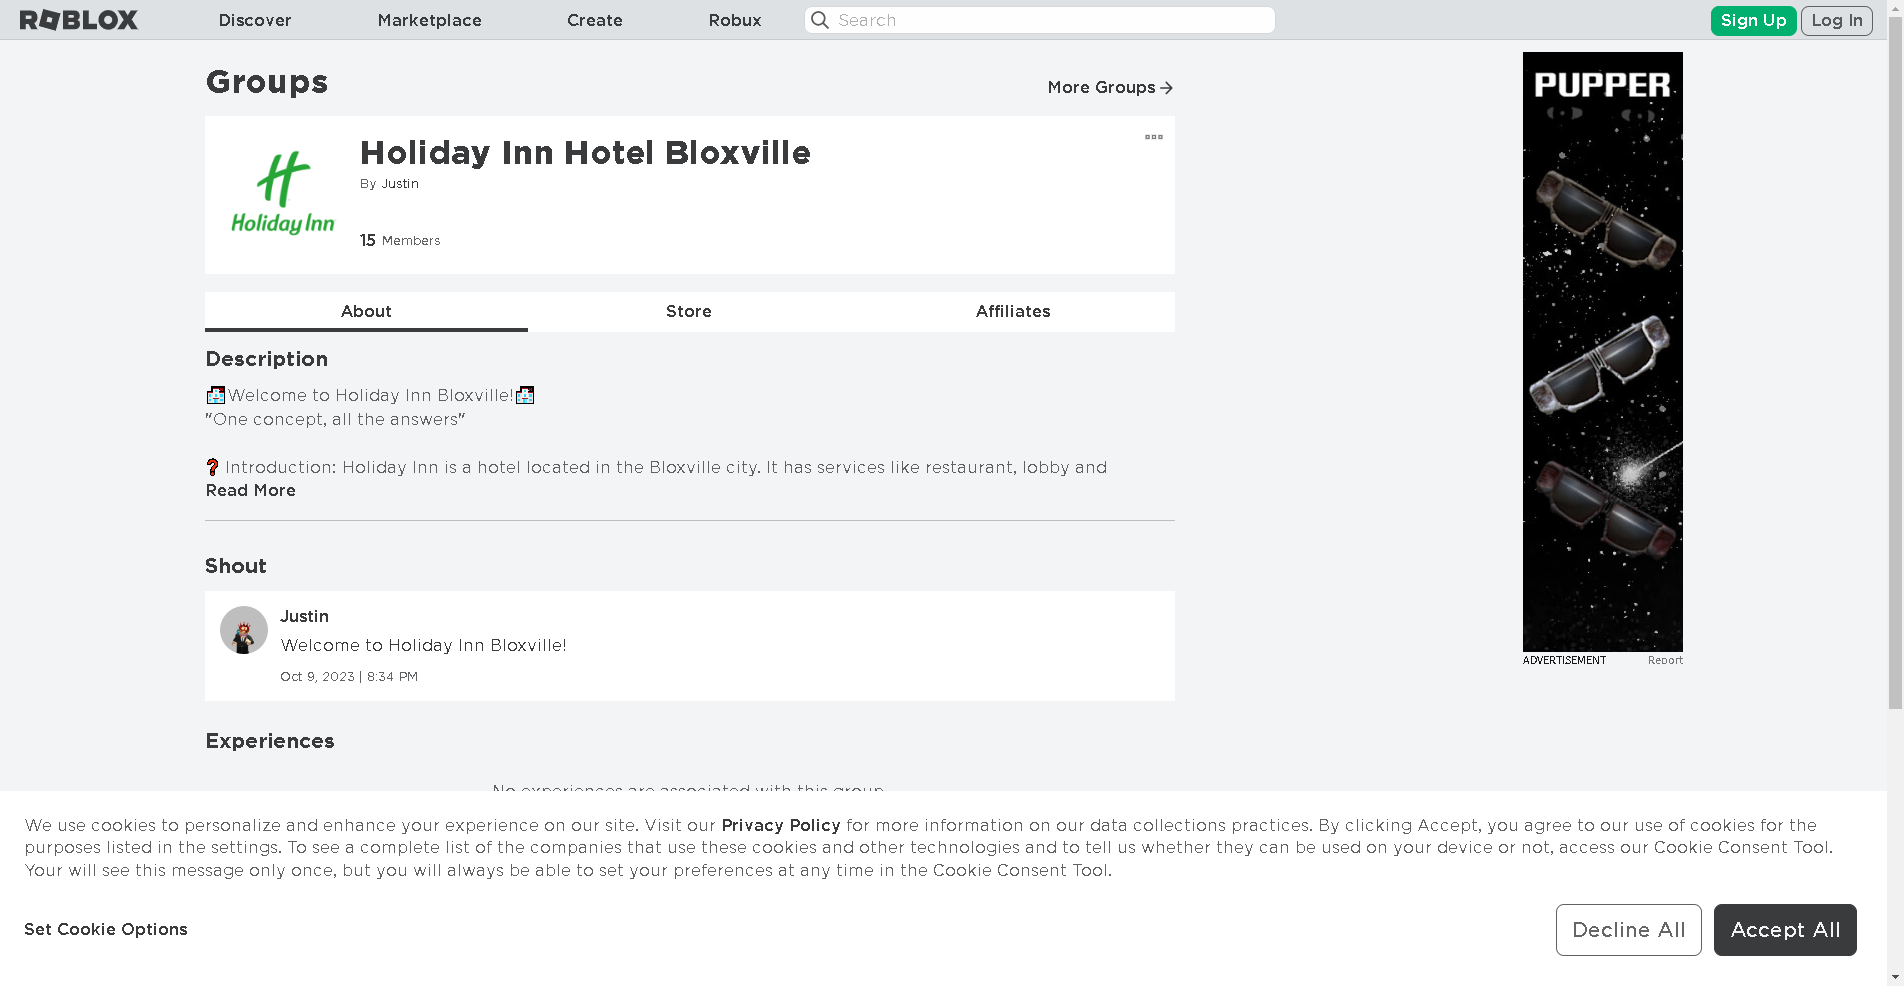 ROBLOX
Discover
Marketplace
Create
Robux
Search
Sign Up
Log In
Groups
More Groups
Holiday Inn
Holiday Inn Hotel Bloxville
By Justin
15 Members
About
Store
Affiliates
Description
Welcome to Holiday Inn Bloxville!
"One concept, all the answers"
❓ Introduction: Holiday Inn is a hotel located in the Bloxville city. It has services like restaurant, lobby and
Read More
Shout
Justin
Welcome to Holiday Inn Bloxville!
Oct 9, 2023 | 8:34 PM
Experiences
No experiences are associated with this group
PUPPER
ADVERTISEMENT
Report
We use cookies to personalize and enhance your experience on our site. Visit our Privacy Policy for more information on our data collections practices. By clicking Accept, you agree to our use of cookies for the
purposes listed in the settings. To see a complete list of the companies that use these cookies and other technologies and to tell us whether they can be used on your device or not, access our Cookie Consent Tool.
Your will see this message only once, but you will always be able to set your preferences at any time in the Cookie Consent Tool.
Set Cookie Options
Decline All
Accept All